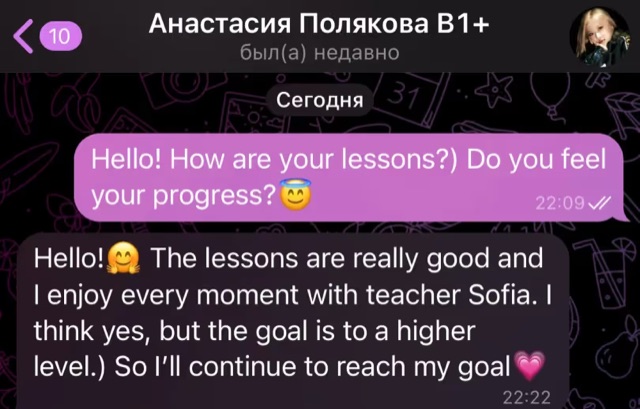 10
Анастасия Полякова B1+
был(а) недавно
Сегодня
31
Hello! How are your lessons?) Do you feel
your progress?😇
22:09
Hello!🤗 The lessons are really good and
I enjoy every moment with teacher Sofia. I
think yes, but the goal is to a higher
level.) So I’ll continue to reach my goal💗
22:22